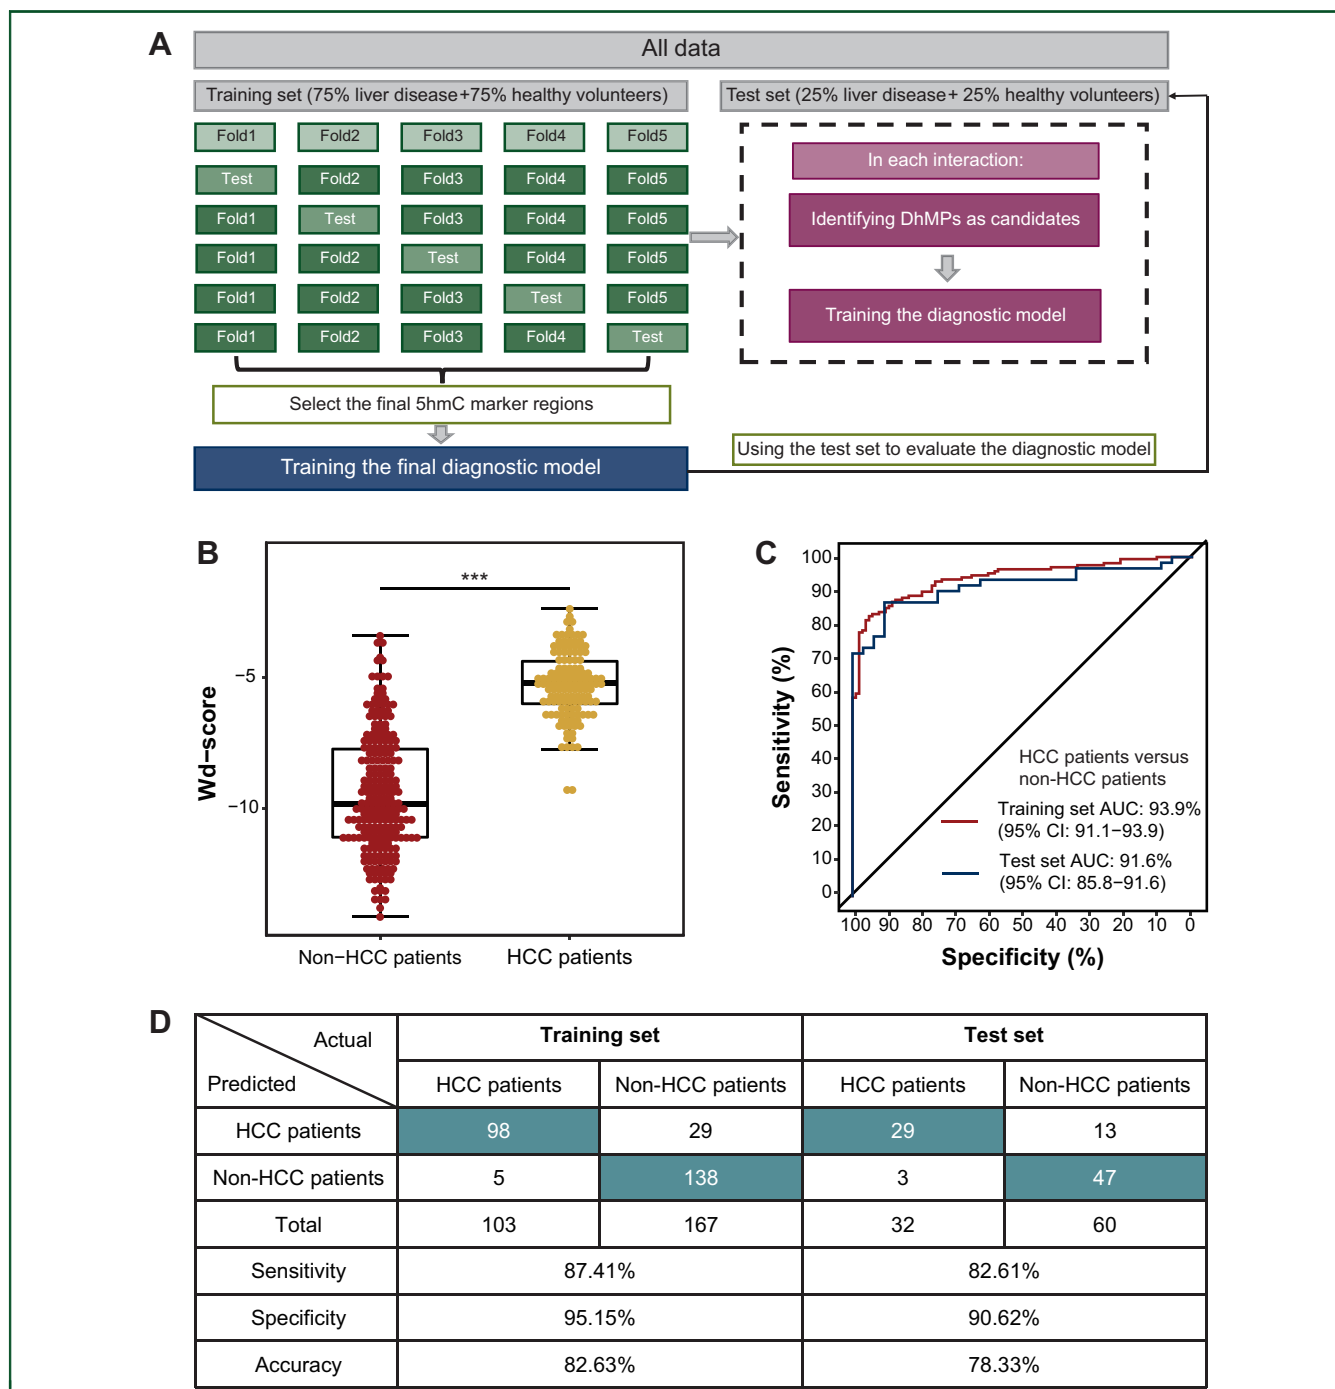 A
All data
Training set (75% liver disease+75% healthy volunteers)
Test set (25% liver disease+ 25% healthy volunteers)
Fold1 Fold2 Fold3 Fold4 Fold5
Test Fold2 Fold3 Fold4 Fold5
Fold1 Test Fold3 Fold4 Fold5
Fold1 Fold2 Test Fold4 Fold5
Fold1 Fold2 Fold3 Test Fold5
Fold1 Fold2 Fold3 Fold4 Test
In each interaction:
Identifying DhMPs as candidates
Training the diagnostic model
Select the final 5hmC marker regions
Training the final diagnostic model
Using the test set to evaluate the diagnostic model
B
***
Wd−score
−5
−10
Non−HCC patients
HCC patients
C
Sensitivity (%)
100
90
80
70
60
50
40
30
20
10
0
HCC patients versus
non-HCC patients
Training set AUC: 93.9%
(95% CI: 91.1−93.9)
Test set AUC: 91.6%
(95% CI: 85.8−91.6)
100 90 80 70 60 50 40 30 20 10 0
Specificity (%)
D
Actual
Predicted
Training set Test set
HCC patients Non-HCC patients HCC patients Non-HCC patients
HCC patients 98 29 29 13
Non-HCC patients 5 138 3 47
Total 103 167 32 60
Sensitivity 87.41% 82.61%
Specificity 95.15% 90.62%
Accuracy 82.63% 78.33%